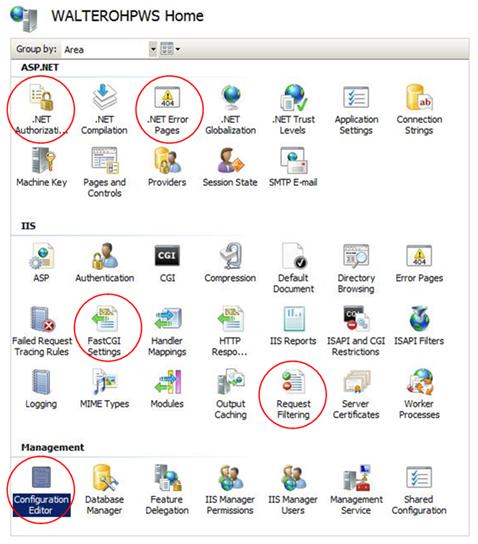 WALTEROHPWS Home
Group by: Area
ASP.NET
.NET Authorizati... .NET Compilation .NET Error Pages .NET Globalization .NET Trust Levels Application Settings Connection Strings
404 ab
Machine Key Pages and Controls Providers Session State SMTP E-mail
IIS
CGI 404
ASP Authentication CGI Compression Default Document Directory Browsing Error Pages
Failed Request Tracing Rules FastCGI Settings Handler Mappings HTTP Respo... IIS Reports ISAPI and CGI Restrictions ISAPI Filters
Logging MIME Types Modules Output Caching Request Filtering Server Certificates Worker Processes
Management
Configuration Editor Database Manager Feature Delegation IIS Manager Permissions IIS Manager Users Management Service Shared Configuration